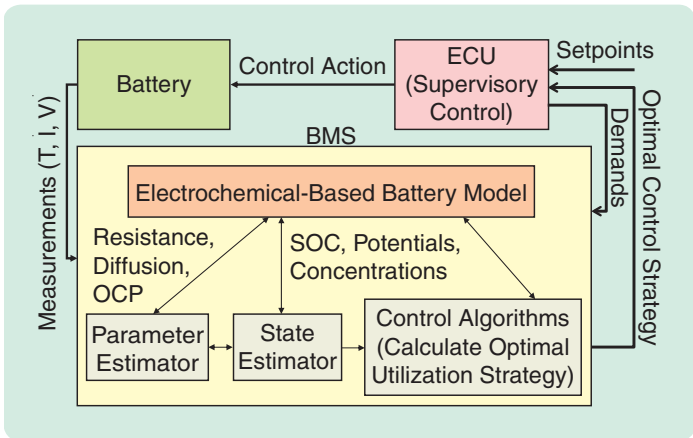 Battery
Control Action
ECU
(Supervisory
Control)
Setpoints
Measurements (T, I, V)
Demands
Optimal Control Strategy
BMS
Electrochemical-Based Battery Model
Resistance,
Diffusion,
OCP
SOC, Potentials,
Concentrations
Parameter
Estimator
State
Estimator
Control Algorithms
(Calculate Optimal
Utilization Strategy)